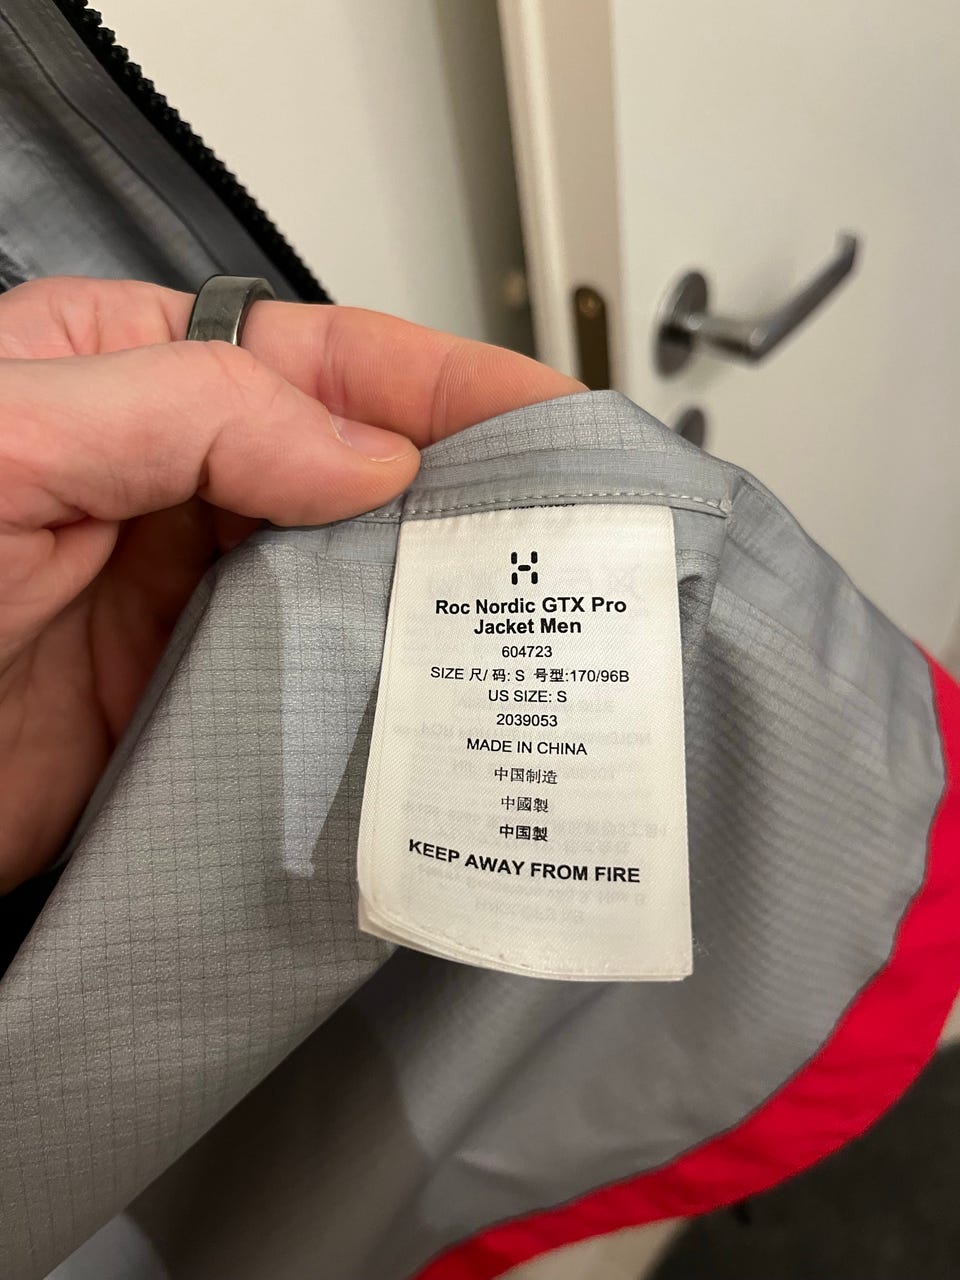 Roc Nordic GTX Pro
Jacket Men
604723
SIZE 尺/ 码: S 号型:170/96B
US SIZE: S
2039053
MADE IN CHINA
中国制造
中國製
中国製
KEEP AWAY FROM FIRE